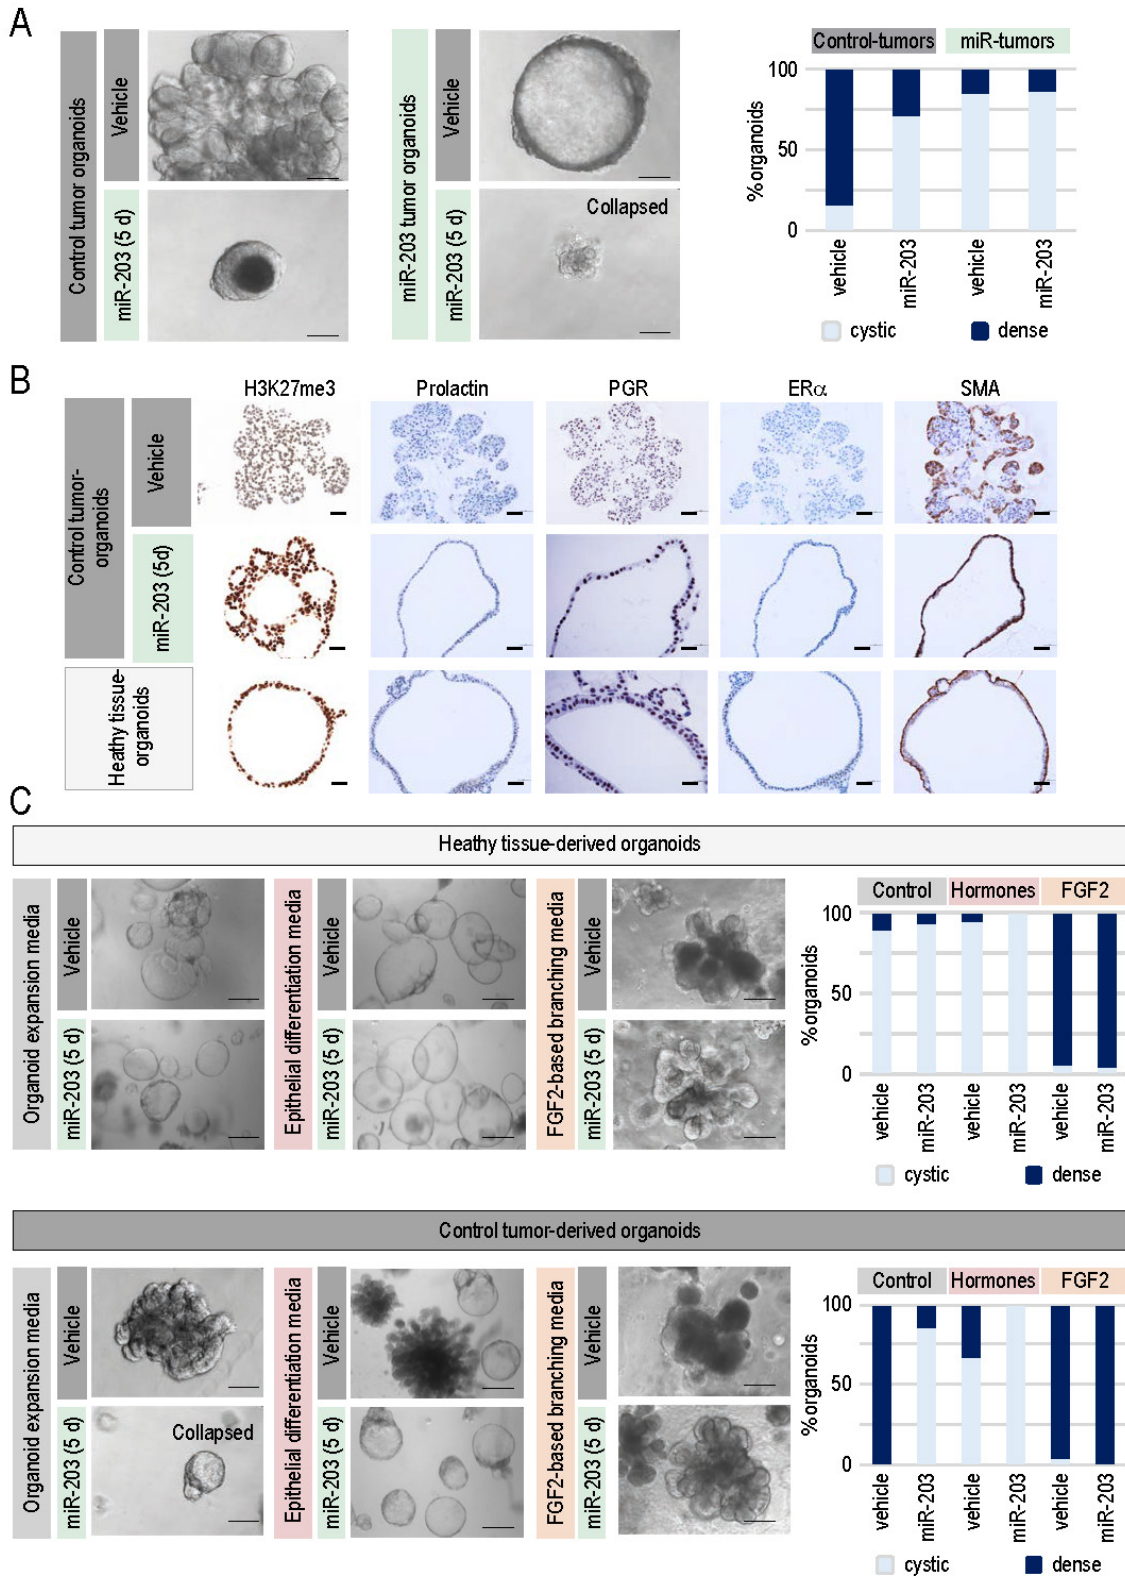 A
Control tumor organoids
Vehicle
miR-203 (5 d)
miR-203 tumor organoids
Vehicle
miR-203 (5 d)
Collapsed
Control-tumors
miR-tumors
100
50
0
%organoids
vehicle
miR-203
vehicle
miR-203
cystic
dense
B
H3K27me3
Prolactin
PGR
ERα
SMA
Control tumor-
organoids
Vehicle
miR-203 (5d)
Heathy tissue-
organoids
C
Heathy tissue-derived organoids
Organoid expansion media
Vehicle
miR-203 (5 d)
Epithelial differentiation media
Vehicle
miR-203 (5 d)
FGF2-based branching media
Vehicle
miR-203 (5 d)
Control
Hormones
FGF2
100
50
0
%organoids
vehicle
miR-203
vehicle
miR-203
vehicle
miR-203
cystic
dense
Control tumor-derived organoids
Organoid expansion media
Vehicle
miR-203 (5 d)
Collapsed
Epithelial differentiation media
Vehicle
miR-203 (5 d)
FGF2-based branching media
Vehicle
miR-203 (5 d)
Control
Hormones
FGF2
100
50
0
%organoids
vehicle
miR-203
vehicle
miR-203
vehicle
miR-203
cystic
dense